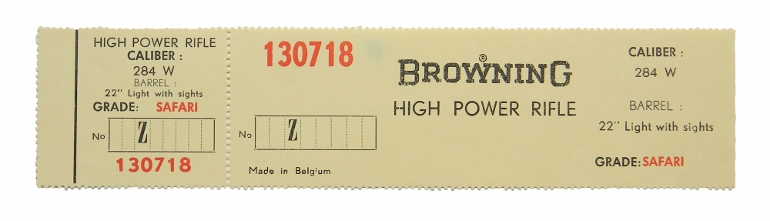 HIGH POWER RIFLE
CALIBER :
284 W
BARREL :
22" Light with sights
GRADE: SAFARI
No Z
130718
130718
No Z
Made in Belgium
BROWNING®
HIGH POWER RIFLE
CALIBER :
284 W
BARREL :
22" Light with sights
GRADE: SAFARI